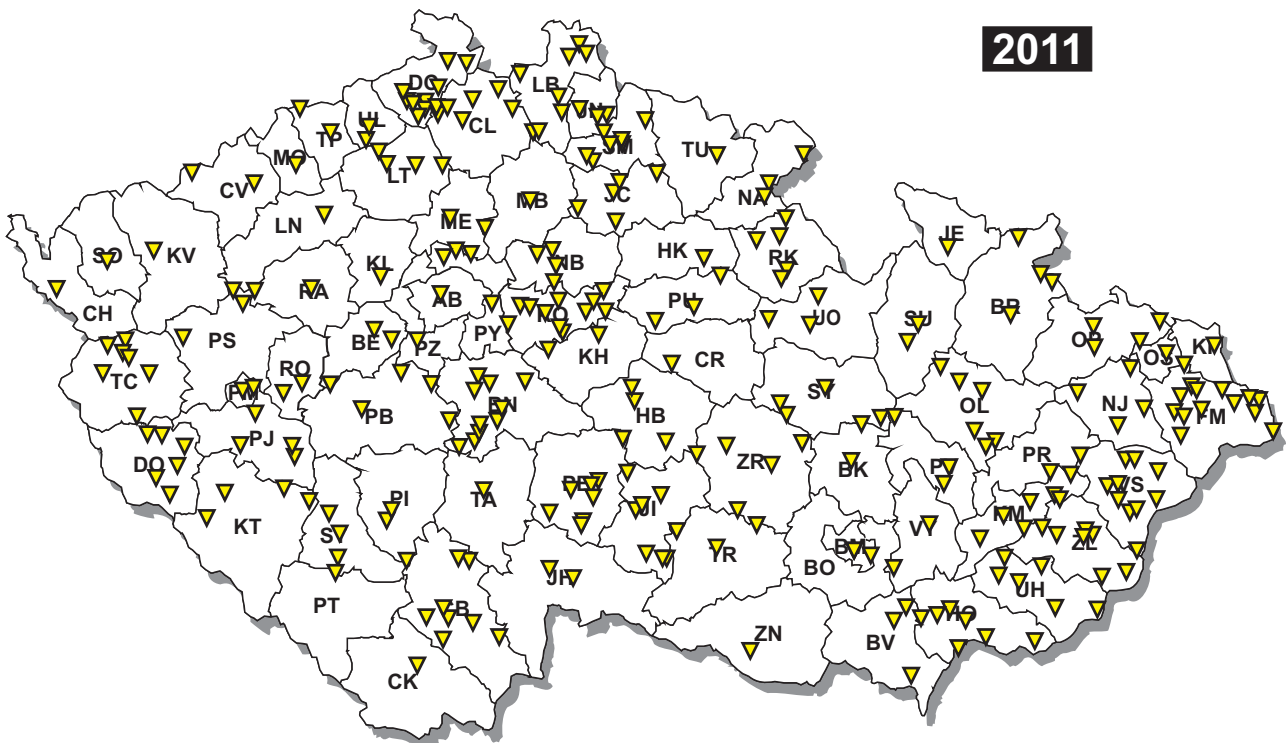 2011
DC
LB
JN
UL
CL
TP
SM
MO
TU
LT
CV
JC
NA
MB
LN
ME
JE
SO
KV
HK
RK
KL
NB
RA
AB
BR
PU
CH
UO
SU
PY
OP
PS
BE
PZ
KH
OS
KI
CR
RO
TC
PM
SY
BN
OL
NJ
PB
HB
FM
PJ
DO
ZR
PR
BK
PV
PE
TA
VS
PI
JI
KM
KT
ST
VY
ZL
TR
BM
BO
JH
UH
PT
CB
HO
ZN
BV
CK